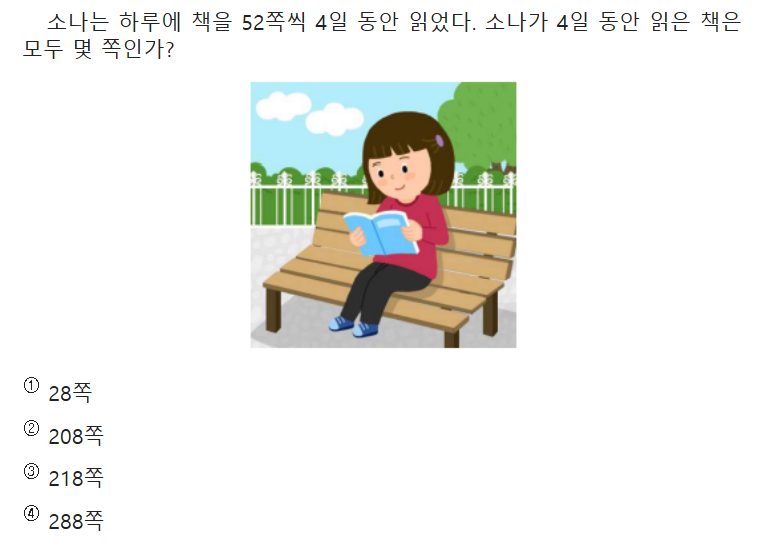 소나는 하루에 책을 52쪽씩 4일 동안 읽었다. 소나가 4일 동안 읽은 책은
모두 몇 쪽인가?
① 28쪽
② 208쪽
③ 218쪽
④ 288쪽